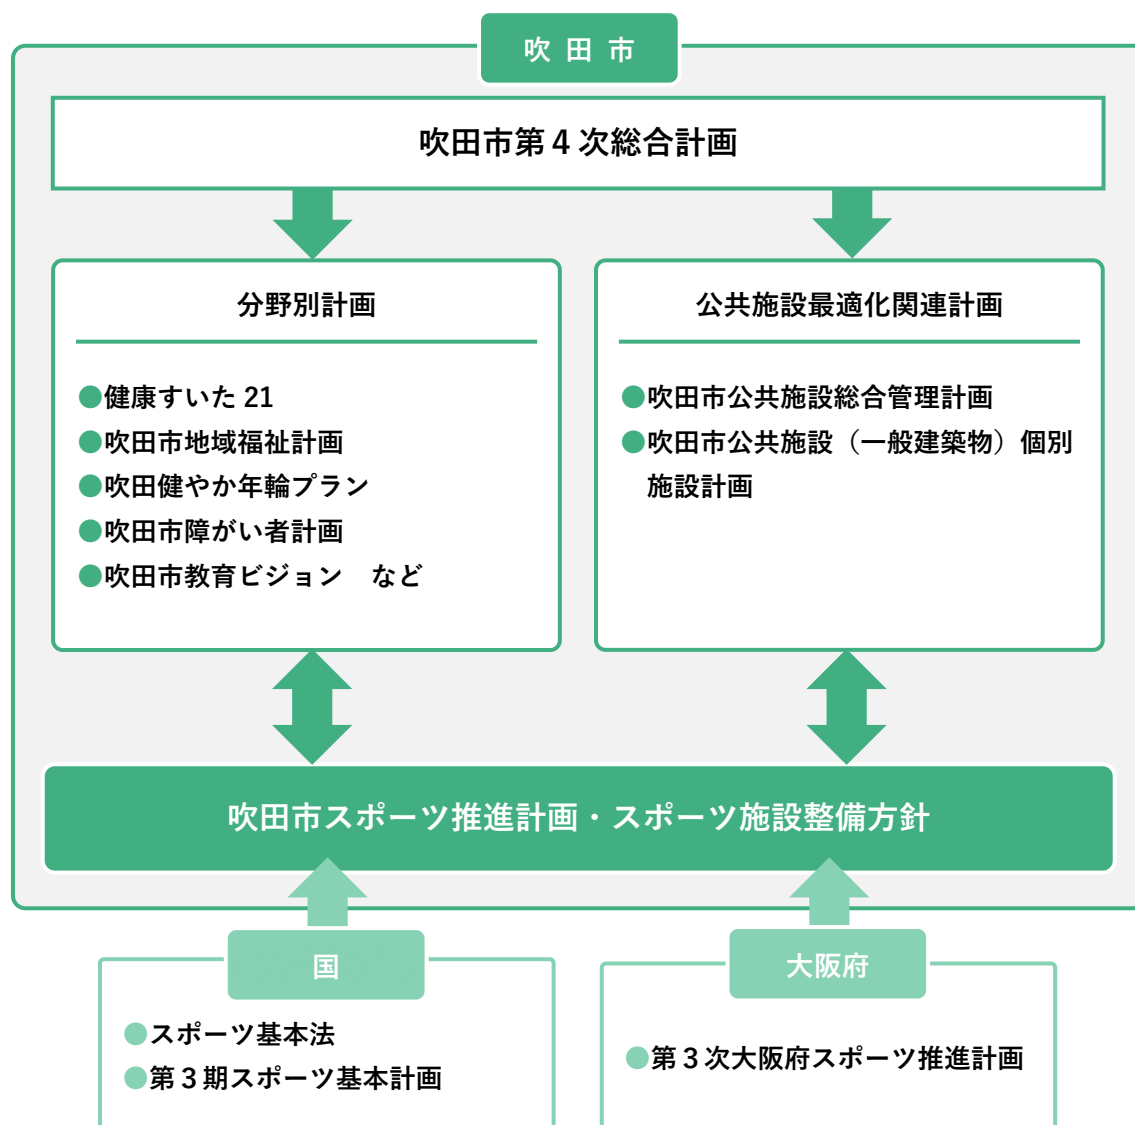 吹田市
吹田市第４次総合計画
分野別計画
●健康すいた 21
●吹田市地域福祉計画
●吹田健やか年輪プラン
●吹田市障がい者計画
●吹田市教育ビジョン　など
公共施設最適化関連計画
●吹田市公共施設総合管理計画
●吹田市公共施設（一般建築物）個別
施設計画
吹田市スポーツ推進計画・スポーツ施設整備方針
国
●スポーツ基本法
●第３期スポーツ基本計画
大阪府
●第３次大阪府スポーツ推進計画